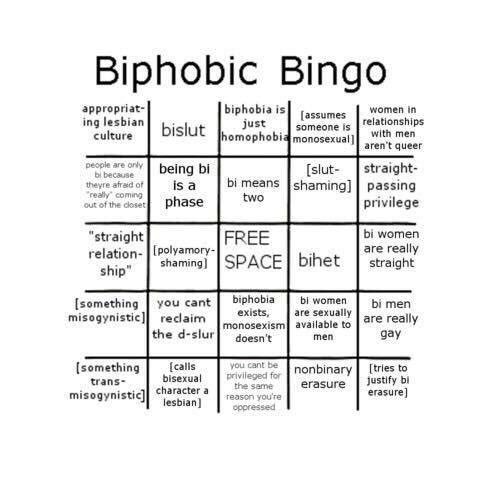 Biphobic Bingo
appropriat-
ing lesbian
culture
bislut
biphobia is
just
homophobia
[assumes
someone is
monosexual]
women in
relationships
with men
aren't queer
people are only
bi because
theyre afraid of
"really" coming
out of the closet
being bi
is a
phase
bi means
two
[slut-
shaming]
straight-
passing
privilege
"straight
relation-
ship"
[polyamory-
shaming]
FREE
SPACE
bihet
bi women
are really
straight
[something
misogynistic]
you cant
reclaim
the d-slur
biphobia
exists,
monosexism
doesn't
bi women
are sexually
available to
men
bi men
are really
gay
[something
trans-
misogynistic]
[calls
bisexual
character a
lesbian]
you cant be
privileged for
the same
reason you're
oppressed
nonbinary
erasure
[tries to
justify bi
erasure]